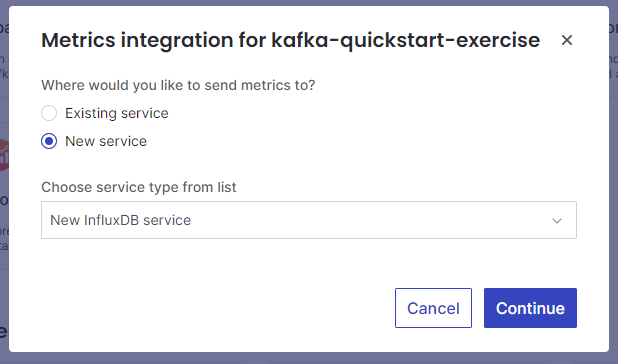 Metrics integration for kafka-quickstart-exercise
Where would you like to send metrics to?
Existing service
New service
Choose service type from list
New InfluxDB service
Cancel
Continue